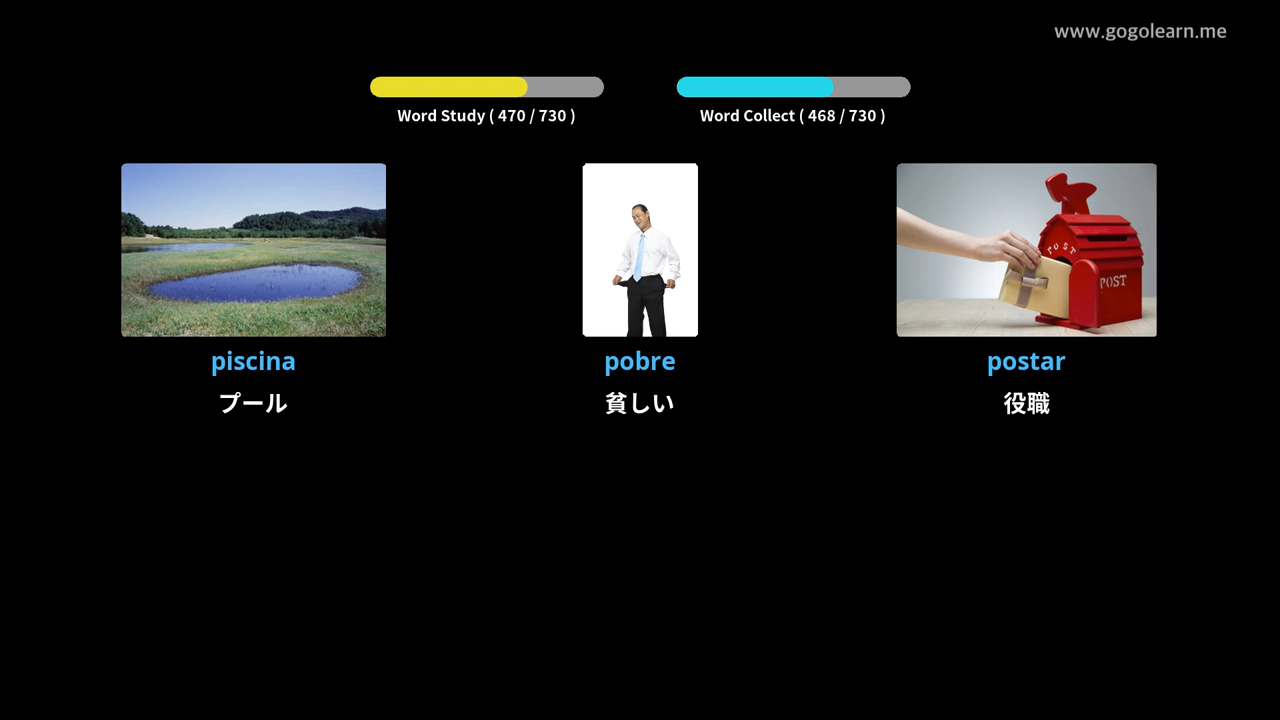 www.gogolearn.me
Word Study ( 470 / 730 )
Word Collect ( 468 / 730 )
POST
POST
piscina
pobre
postar
プール
貧しい
役職